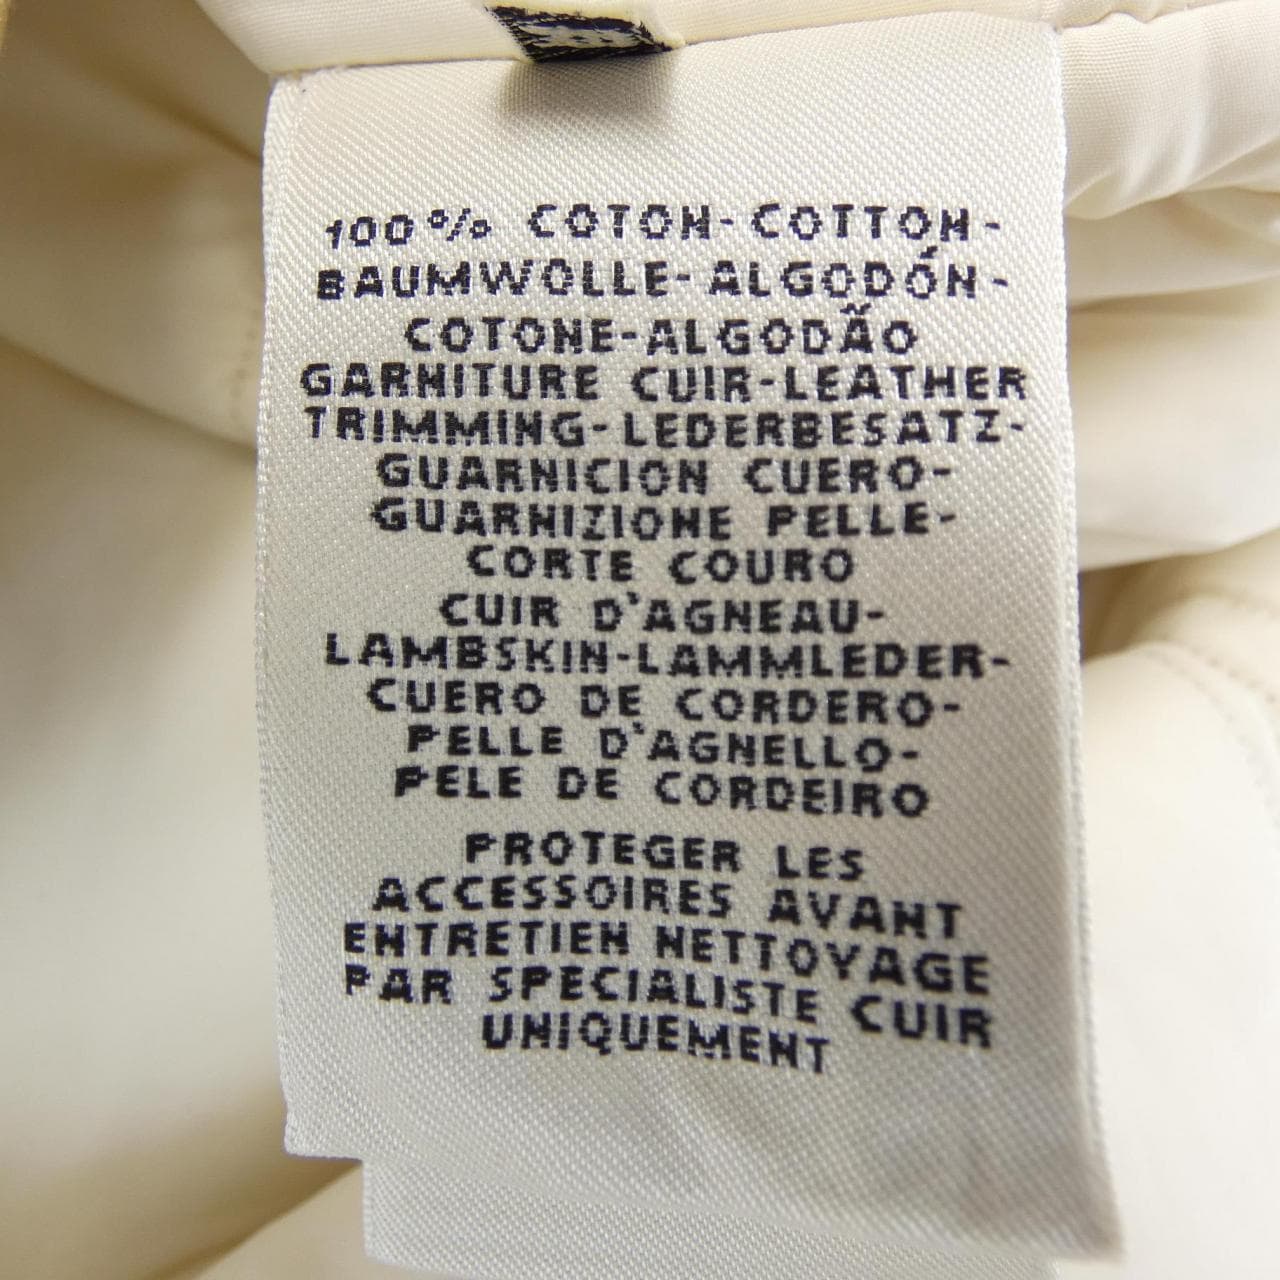 100% COTON-COTTON-
BAUMWOLLE-ALGODÓN-
COTONE-ALGODÃO
GARNITURE CUIR-LEATHER
TRIMMING-LEDERBESATZ-
GUARNICION CUERO-
GUARNIZIONE PELLE-
CORTE COURO
CUIR D'AGNEAU-
LAMBSKIN-LAMMLEDER-
CUERO DE CORDERO-
PELLE D'AGNELLO-
PELE DE CORDEIRO
PROTEGER LES
ACCESSOIRES AVANT
ENTRETIEN NETTOYAGE
PAR SPECIALISTE CUIR
UNIQUEMENT